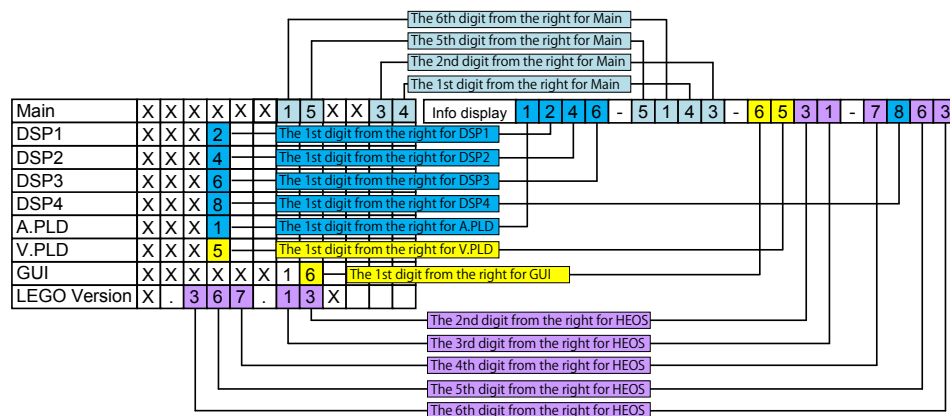 The 6th digit from the right for Main
The 5th digit from the right for Main
The 2nd digit from the right for Main
The 1st digit from the right for Main
Main X X X X X X 1 5 X X 3 4 Info display 1 2 4 6 - 5 1 4 3 - 6 5 3 1 - 7 8 6 3
DSP1 X X X 2 The 1st digit from the right for DSP1
DSP2 X X X 4 The 1st digit from the right for DSP2
DSP3 X X X 6 The 1st digit from the right for DSP3
DSP4 X X X 8 The 1st digit from the right for DSP4
A.PLD X X X 1 The 1st digit from the right for A.PLD
V.PLD X X X 5 The 1st digit from the right for V.PLD
GUI X X X X X X 1 6 The 1st digit from the right for GUI
LEGO Version X . 3 6 7 . 1 3 X
The 2nd digit from the right for HEOS
The 3rd digit from the right for HEOS
The 4th digit from the right for HEOS
The 5th digit from the right for HEOS
The 6th digit from the right for HEOS